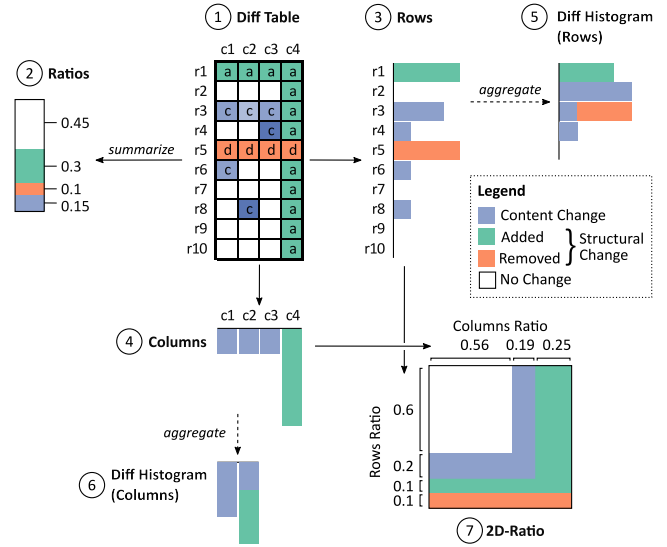 1 Diff Table
c1 c2 c3 c4
r1 a a a a
r2 a
r3 c c c a
r4 c a
r5 d d d d
r6 c a
r7 a
r8 c a
r9 a
r10 a
2 Ratios
0.45
0.3
0.1
0.15
summarize
3 Rows
r1
r2
r3
r4
r5
r6
r7
r8
r9
r10
aggregate
5 Diff Histogram
(Rows)
Legend
Content Change
Added
Removed
} Structural
Change
No Change
4 Columns
c1 c2 c3 c4
aggregate
6 Diff Histogram
(Columns)
Columns Ratio
0.56 0.19 0.25
Rows Ratio
0.6
0.2
0.1
0.1
7 2D-Ratio